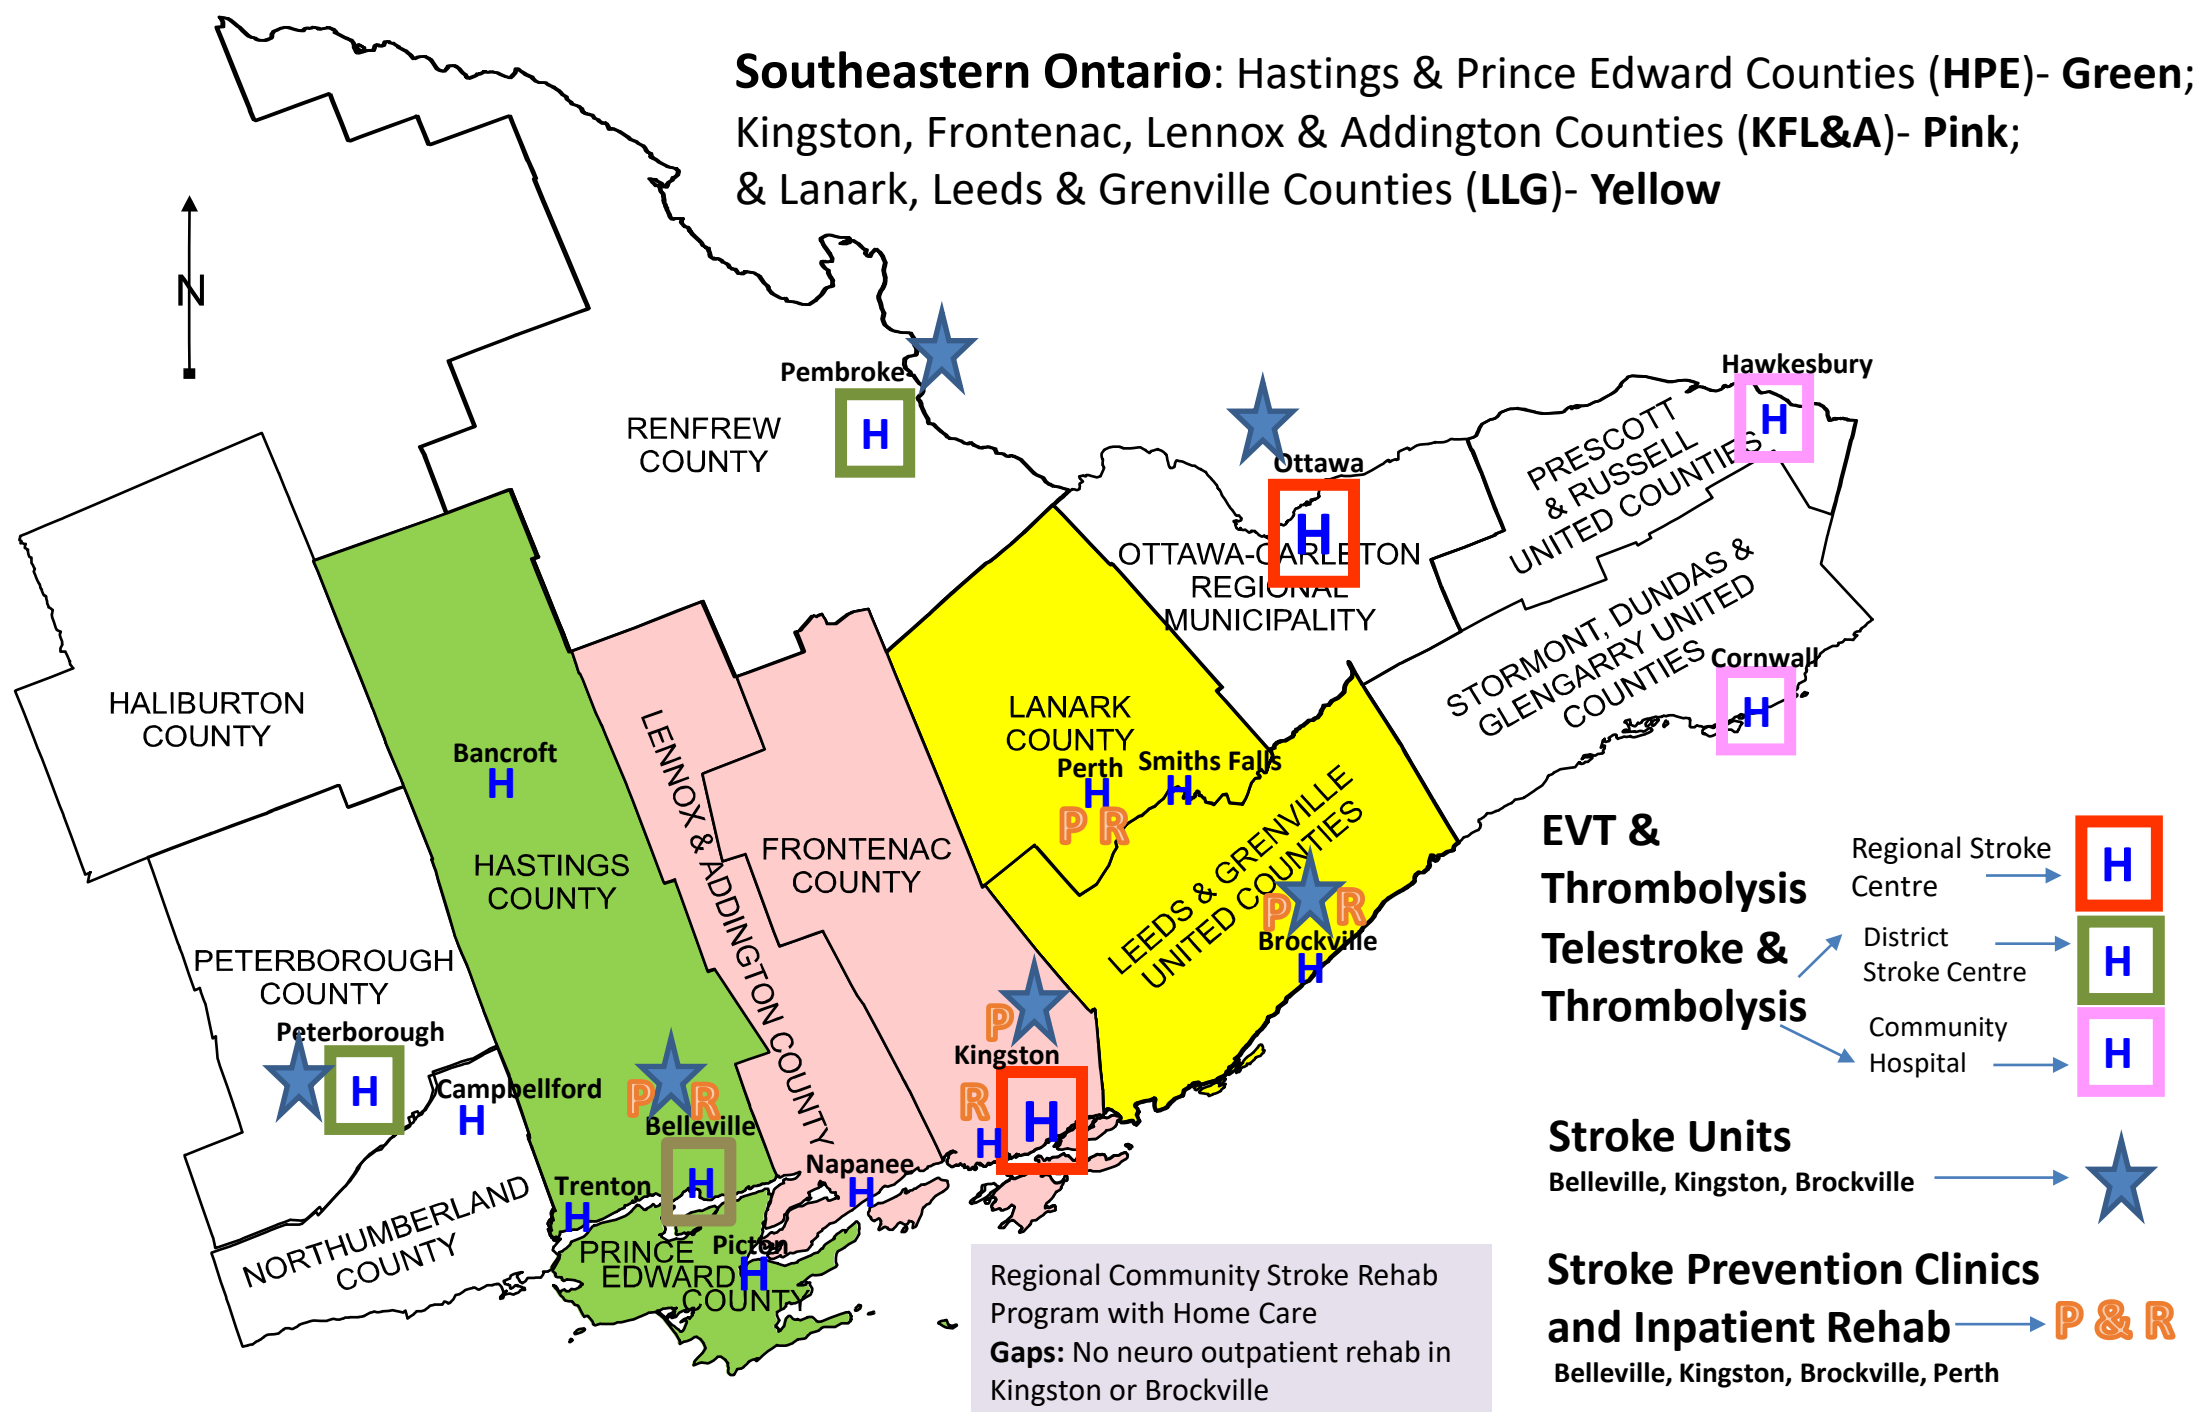 Southeastern Ontario: Hastings & Prince Edward Counties (HPE)- Green;
Kingston, Frontenac, Lennox & Addington Counties (KFL&A)- Pink;
& Lanark, Leeds & Grenville Counties (LLG)- Yellow
N
Pembroke
H
RENFREW
COUNTY
Ottawa
H
OTTAWA-CARLETON
REGIONAL
MUNICIPALITY
Hawkesbury
H
PRESCOTT
& RUSSELL
UNITED COUNTIES
STORMONT, DUNDAS &
GLENGARRY UNITED
COUNTIES
Cornwall
H
HALIBURTON
COUNTY
Bancroft
H
HASTINGS
COUNTY
LENNOX & ADDINGTON COUNTY
FRONTENAC
COUNTY
LANARK
COUNTY
Perth
H
P R
Smiths Falls
H
LEEDS & GRENVILLE
UNITED COUNTIES
P R
Brockville
H
PETERBOROUGH
COUNTY
Peterborough
H
Campbellford
H
P R
Belleville
H
P
Kingston
R
H
H
Napanee
H
Trenton
H
NORTHUMBERLAND
COUNTY
Picton
H
PRINCE
EDWARD
COUNTY
EVT &
Thrombolysis
Regional Stroke
Centre
H
Telestroke &
Thrombolysis
District
Stroke Centre
H
Community
Hospital
H
Stroke Units
Belleville, Kingston, Brockville
Stroke Prevention Clinics
and Inpatient Rehab
P & R
Belleville, Kingston, Brockville, Perth
Regional Community Stroke Rehab
Program with Home Care
Gaps: No neuro outpatient rehab in
Kingston or Brockville